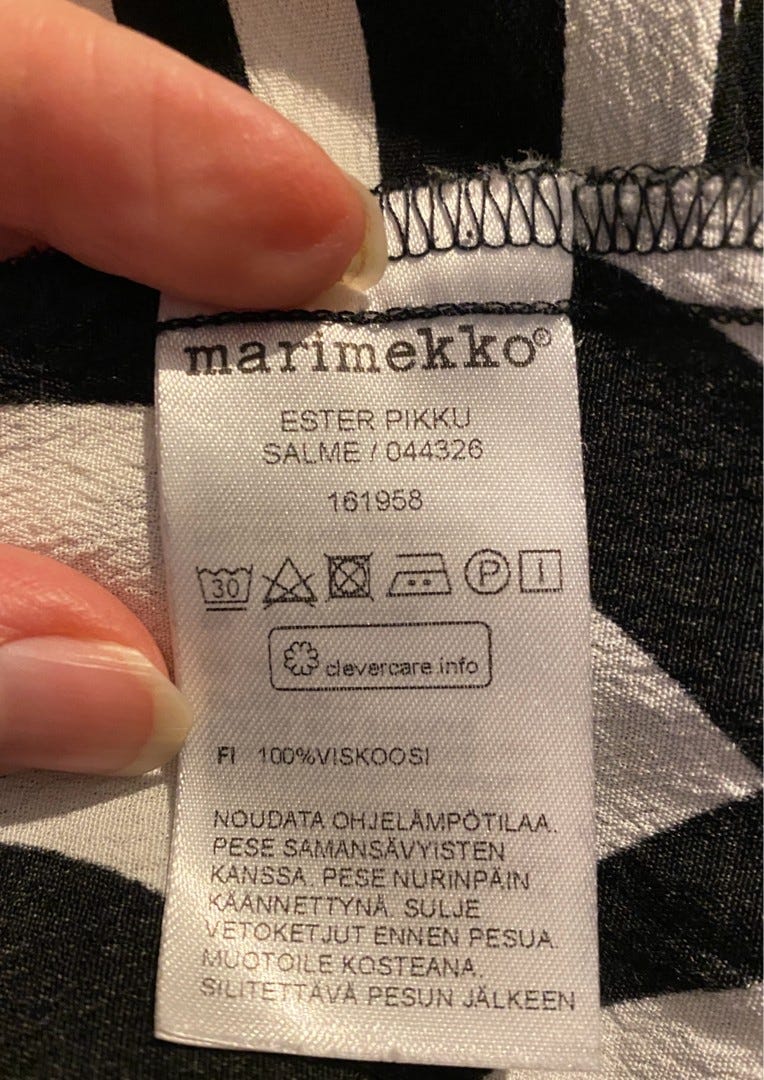 marimekko®
ESTER PIKKU
SALME / 044326
161958
30 P
clevercare.info
FI 100%VISKOOSI
NOUDATA OHJELÄMPÖTILAA.
PESE SAMANSÄVYISTEN
KANSSA. PESE NURINPÄIN
KÄÄNNETTYNÄ. SULJE
VETOKETJUT ENNEN PESUA.
MUOTOILE KOSTEANA.
SILITETTÄVÄ PESUN JÄLKEEN